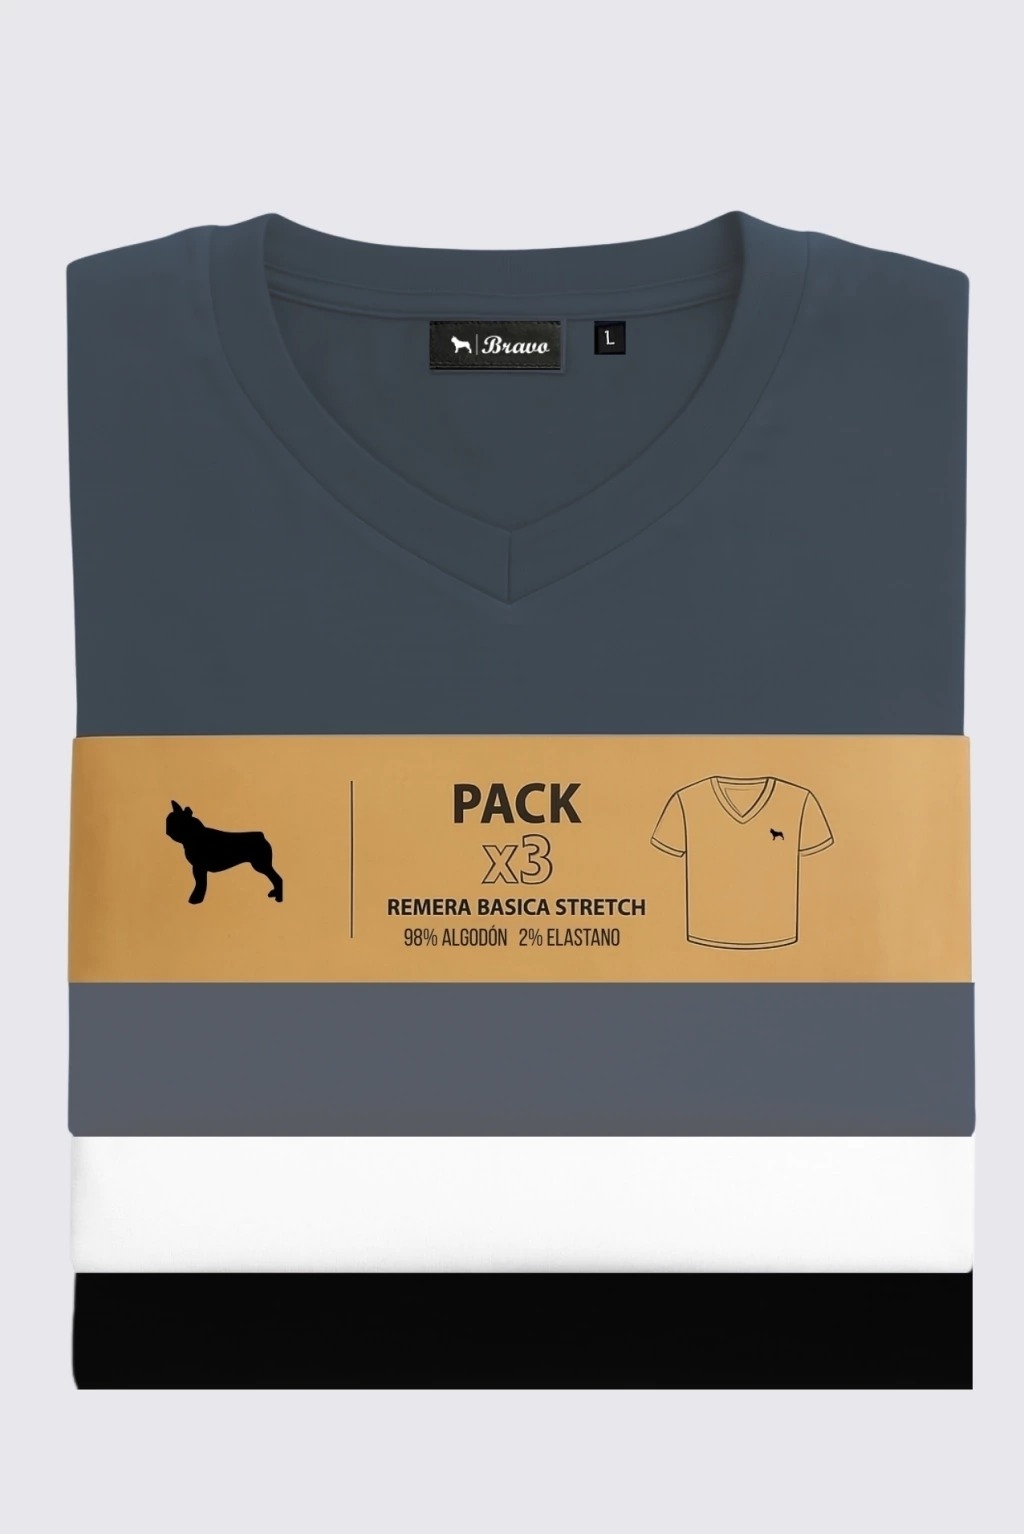 Bravo
L
PACK
x3
REMERA BASICA STRETCH
98% ALGODÓN 2% ELASTANO